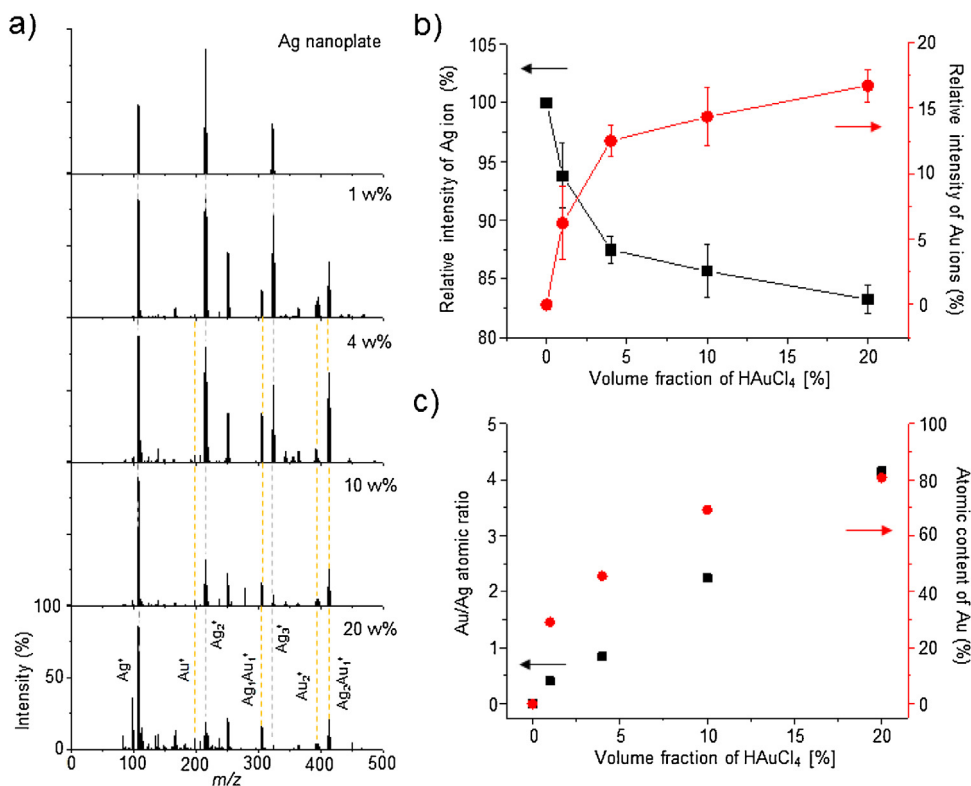 a)
Ag nanoplate
1 w%
4 w%
10 w%
100
20 w%
50
0
Intensity (%)
Ag⁺
Au⁺
Ag₂⁺
Ag₁Au₁⁺
Ag₃⁺
Au₂⁺
Ag₂Au₁⁺
0 100 200 300 400 500
m/z
b)
105
100
95
90
85
80
Relative intensity of Ag ion (%)
20
15
10
5
0
Relative intensity of Au ions (%)
0 5 10 15 20
Volume fraction of HAuCl₄ [%]
c)
5
4
3
2
1
0
Au/Ag atomic ratio
100
80
60
40
20
0
Atomic content of Au (%)
0 5 10 15 20
Volume fraction of HAuCl₄ [%]